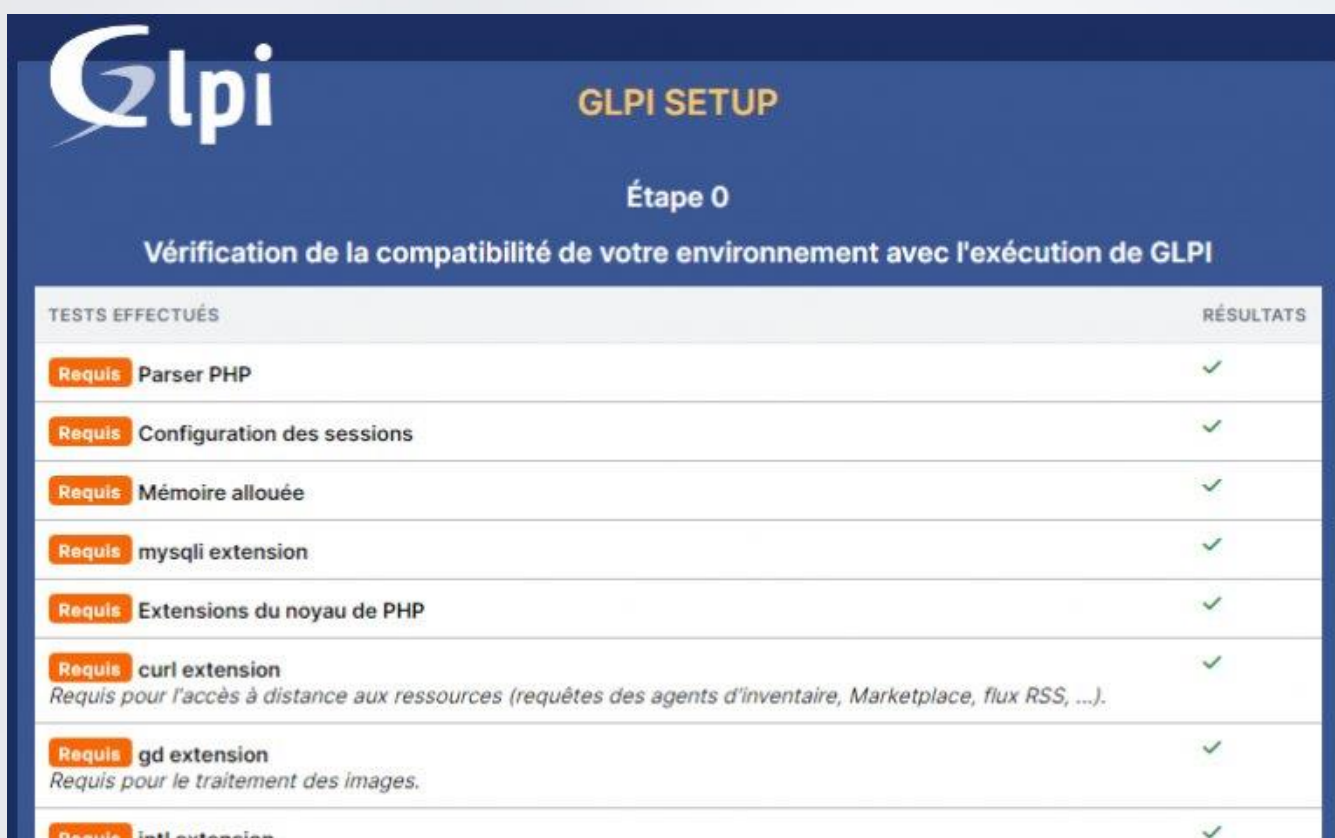 Glpi
GLPI SETUP
Étape 0
Vérification de la compatibilité de votre environnement avec l'exécution de GLPI
TESTS EFFECTUÉS RÉSULTATS
Requis Parser PHP
Requis Configuration des sessions
Requis Mémoire allouée
Requis mysqli extension
Requis Extensions du noyau de PHP
Requis curl extension
Requis pour l'accès à distance aux ressources (requêtes des agents d'inventaire, Marketplace, flux RSS, ...).
Requis gd extension
Requis pour le traitement des images.
Requis intl extension